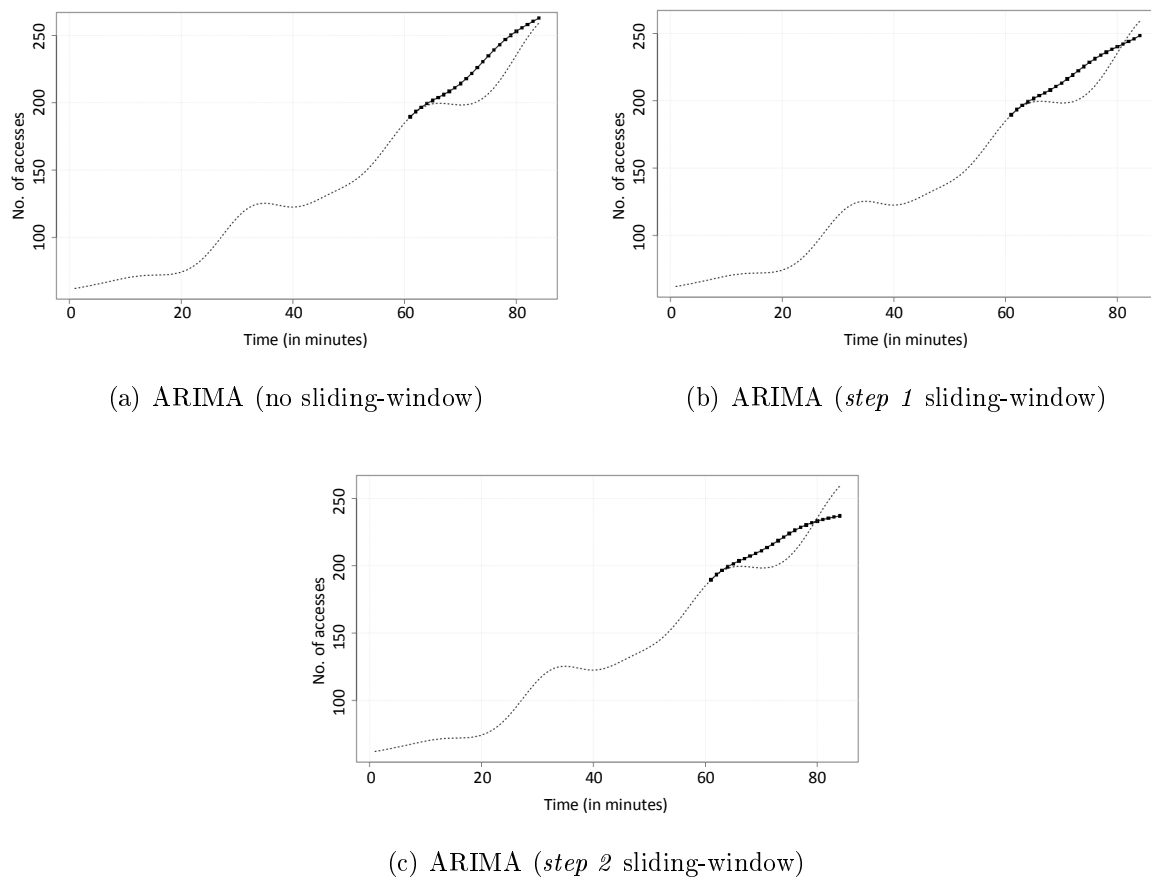 250
200
150
100
No. of accesses
0 20 40 60 80
Time (in minutes)
(a) ARIMA (no sliding-window)
250
200
150
100
No. of accesses
0 20 40 60 80
Time (in minutes)
(b) ARIMA (step 1 sliding-window)
250
200
150
100
No. of accesses
0 20 40 60 80
Time (in minutes)
(c) ARIMA (step 2 sliding-window)